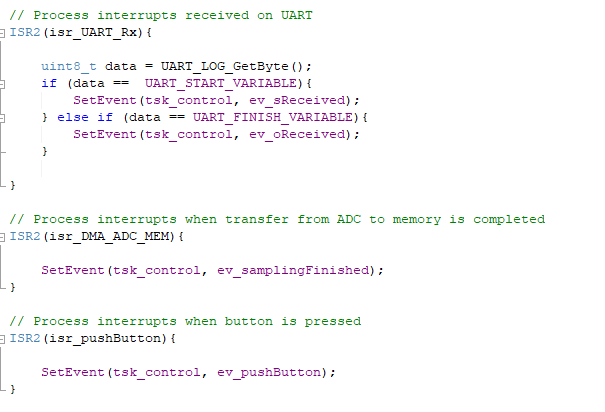 // Process interrupts received on UART
ISR2(isr_UART_Rx){
uint8_t data = UART_LOG_GetByte();
if (data ==  UART_START_VARIABLE){
SetEvent(tsk_control, ev_sReceived);
} else if (data == UART_FINISH_VARIABLE){
SetEvent(tsk_control, ev_oReceived);
}
}
// Process interrupts when transfer from ADC to memory is completed
ISR2(isr_DMA_ADC_MEM){
SetEvent(tsk_control, ev_samplingFinished);
}
// Process interrupts when button is pressed
ISR2(isr_pushButton){
SetEvent(tsk_control, ev_pushButton);
}